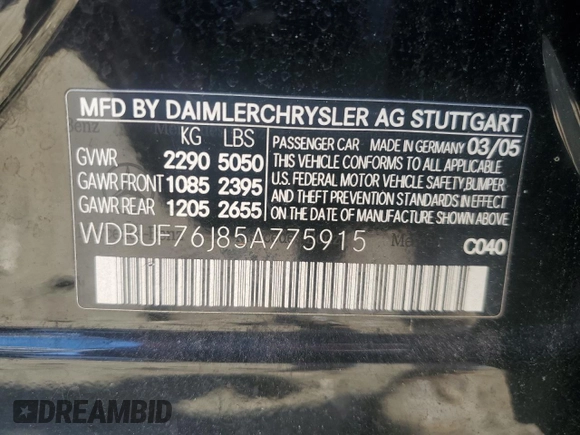 MFD BY DAIMLERCHRYSLER AG STUTTGART
KG LBS
GVWR 2290 5050
GAWR FRONT 1085 2395
GAWR REAR 1205 2655
PASSENGER CAR MADE IN GERMANY 03/05
THIS VEHICLE CONFORMS TO ALL APPLICABLE
U.S. FEDERAL MOTOR VEHICLE SAFETY,BUMPER
AND THEFT PREVENTION STANDARDS IN
EFFECT ON THE DATE OF
MANUFACTURE SHOWN ABOVE.
WDBUF76J85A775915
C040
DREAMBID